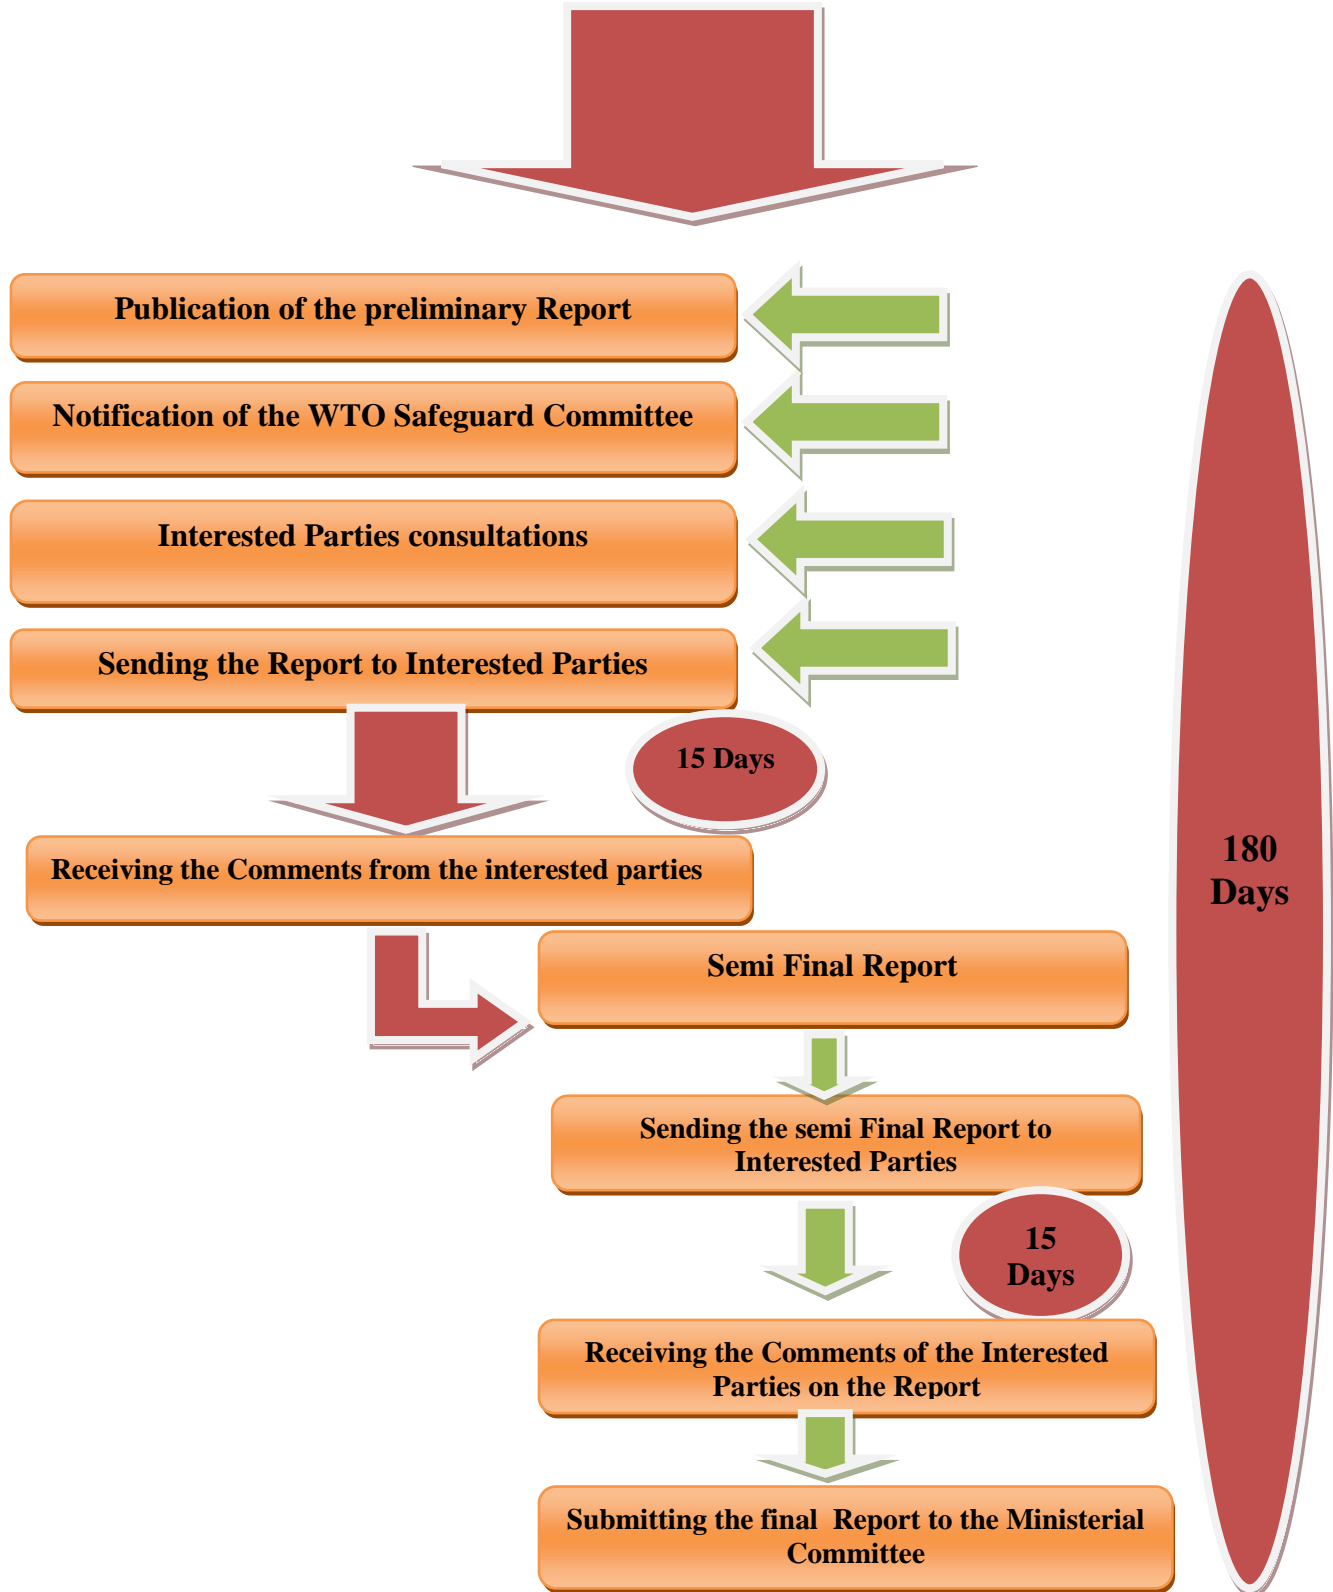 Publication of the preliminary Report
Notification of the WTO Safeguard Committee
Interested Parties consultations
Sending the Report to Interested Parties
15 Days
Receiving the Comments from the interested parties
180
Days
Semi Final Report
Sending the semi Final Report to
Interested Parties
15
Days
Receiving the Comments of the Interested
Parties on the Report
Submitting the final  Report to the Ministerial
Committee